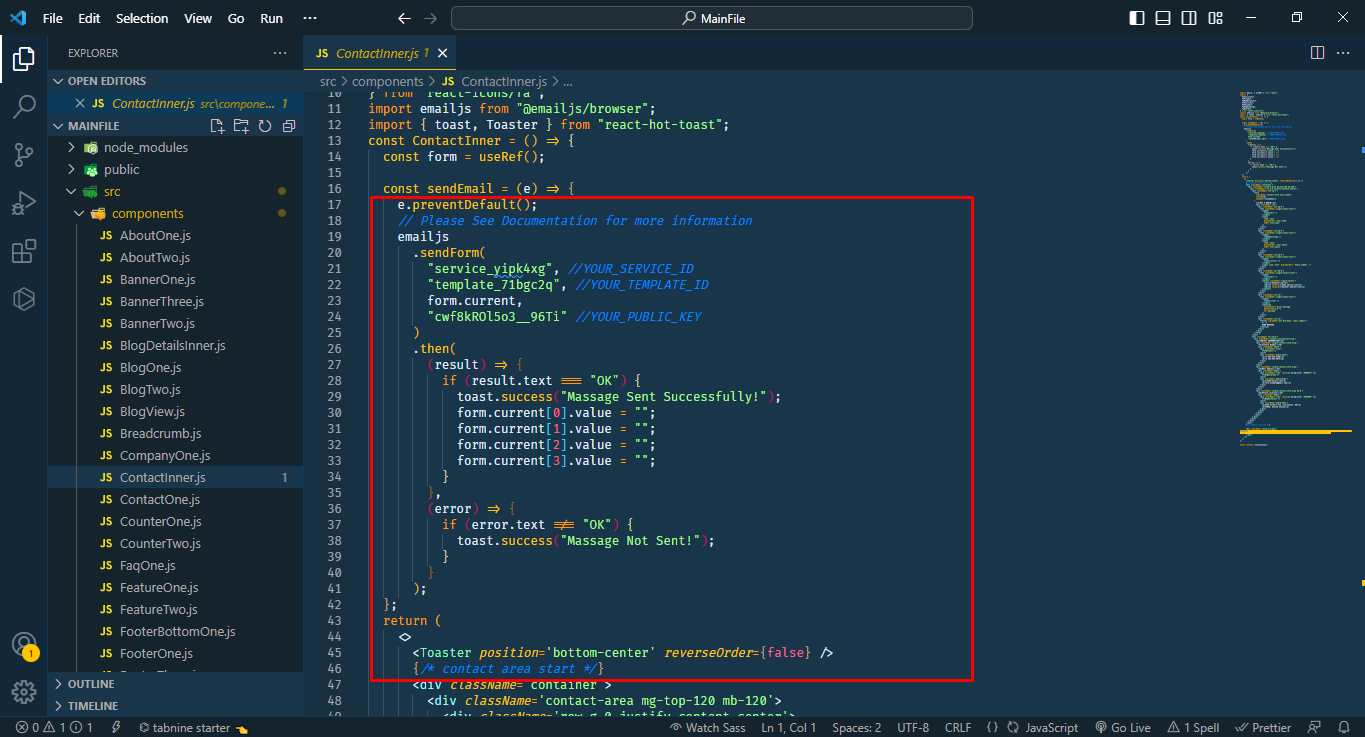 File Edit Selection View Go Run ··· MainFile
EXPLORER ···
OPEN EDITORS
JS ContactInner.js src\compone... 1
MAINFILE
node_modules
public
src
components
JS AboutOne.js
JS AboutTwo.js
JS BannerOne.js
JS BannerThree.js
JS BannerTwo.js
JS BlogDetailsInner.js
JS BlogOne.js
JS BlogTwo.js
JS BlogView.js
JS Breadcrumb.js
JS CompanyOne.js
JS ContactInner.js 1
JS ContactOne.js
JS CounterOne.js
JS CounterTwo.js
JS FaqOne.js
JS FeatureOne.js
JS FeatureTwo.js
JS FooterBottomOne.js
JS FooterOne.js
OUTLINE
TIMELINE
1
JS ContactInner.js 1
src > components > JS ContactInner.js > ...
10 } from "react-icons/fa";
11 import emailjs from "@emailjs/browser";
12 import { toast, Toaster } from "react-hot-toast";
13 const ContactInner = () => {
14 const form = useRef();
15
16 const sendEmail = (e) => {
17 e.preventDefault();
18 // Please See Documentation for more information
19 emailjs
20 .sendForm(
21 "service_yipk4xg", //YOUR_SERVICE_ID
22 "template_71bgc2q", //YOUR_TEMPLATE_ID
23 form.current,
24 "cwf8kROl5o3__96Ti" //YOUR_PUBLIC_KEY
25 )
26 .then(
27 (result) => {
28 if (result.text === "OK") {
29 toast.success("Massage Sent Successfully!");
30 form.current[0].value = "";
31 form.current[1].value = "";
32 form.current[2].value = "";
33 form.current[3].value = "";
34 }
35 },
36 (error) => {
37 if (error.text !== "OK") {
38 toast.success("Massage Not Sent!");
39 }
40 }
41 );
42 };
43 return (
44 <>
45 <Toaster position='bottom-center' reverseOrder={false} />
46 {/* contact area start */}
47 <div className='container'>
48 <div className='contact-area mg-top-120 mb-120'>
49 <div className='row g-0 justify-content-center'>
0 1 1 tabnine starter Watch Sass Ln 1, Col 1 Spaces: 2 UTF-8 CRLF {} JavaScript Go Live 1 Spell Prettier